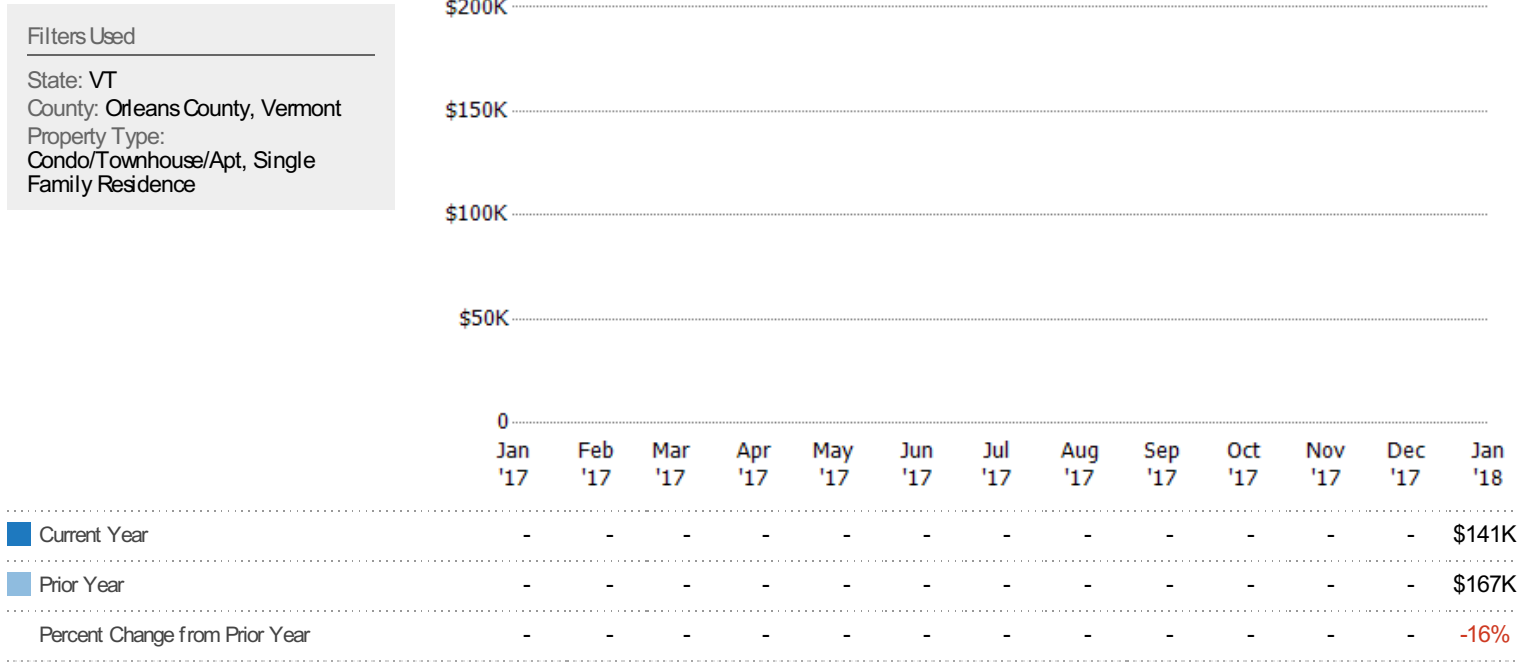 Filters Used
State: VT
County: Orleans County, Vermont
Property Type:
Condo/Townhouse/Apt, Single
Family Residence
$200K
$150K
$100K
$50K
0
Jan Feb Mar Apr May Jun Jul Aug Sep Oct Nov Dec Jan
'17 '17 '17 '17 '17 '17 '17 '17 '17 '17 '17 '17 '18
Current Year - - - - - - - - - - - - $141K
Prior Year - - - - - - - - - - - - $167K
Percent Change from Prior Year - - - - - - - - - - - - -16%